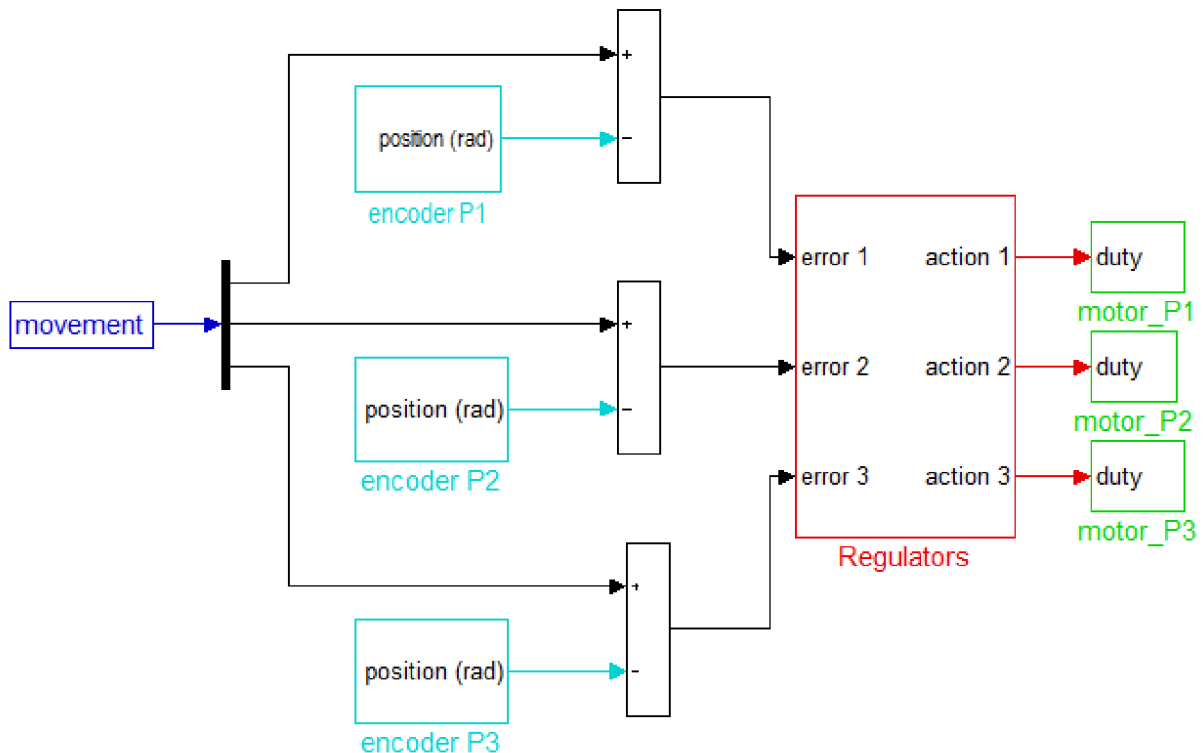 +
position (rad)
−
encoder P1
error 1
action 1
duty
motor_P1
movement
+
position (rad)
−
encoder P2
error 2
action 2
duty
motor_P2
error 3
action 3
duty
motor_P3
Regulators
+
position (rad)
−
encoder P3